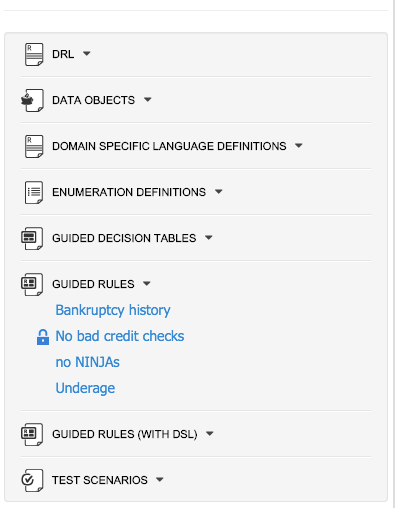 DRL
DATA OBJECTS
DOMAIN SPECIFIC LANGUAGE DEFINITIONS
ENUMERATION DEFINITIONS
GUIDED DECISION TABLES
GUIDED RULES
Bankruptcy history
No bad credit checks
no NINJAs
Underage
GUIDED RULES (WITH DSL)
TEST SCENARIOS